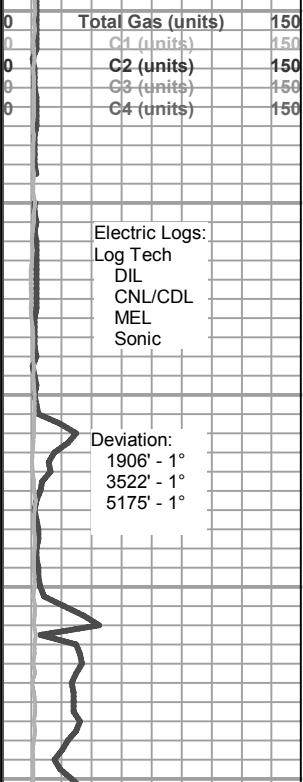 0 Total Gas (units) 150
0 C1 (units) 150
0 C2 (units) 150
0 C3 (units) 150
0 C4 (units) 150
Electric Logs:
Log Tech
DIL
CNL/CDL
MEL
Sonic
Deviation:
1906' - 1°
3522' - 1°
5175' - 1°